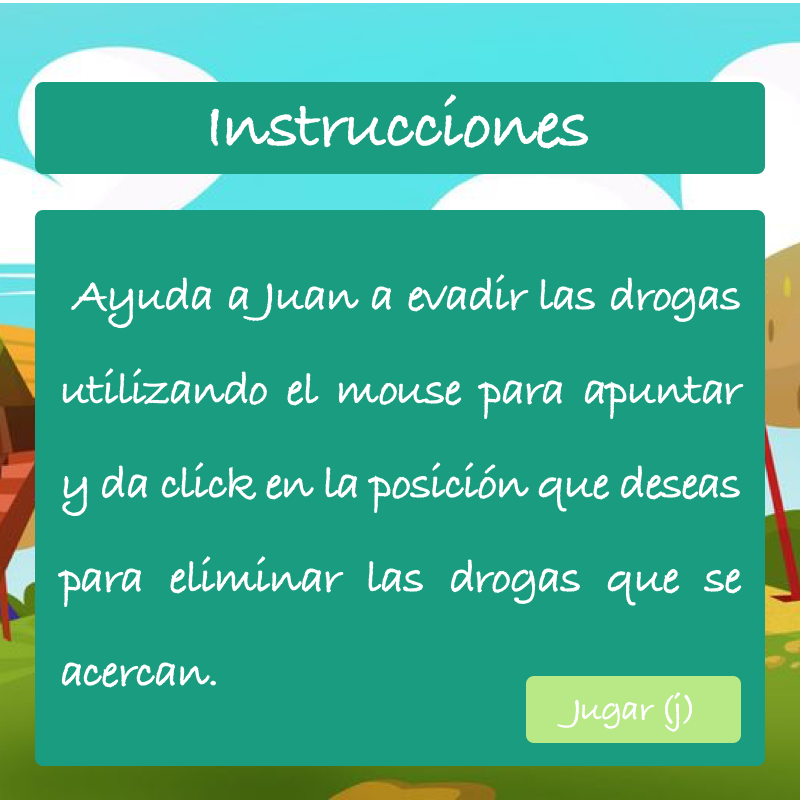 Instrucciones
Ayuda a Juan a evadir las drogas
utilizando el mouse para apuntar
y da click en la posición que deseas
para eliminar las drogas que se
acercan.
Jugar (j)